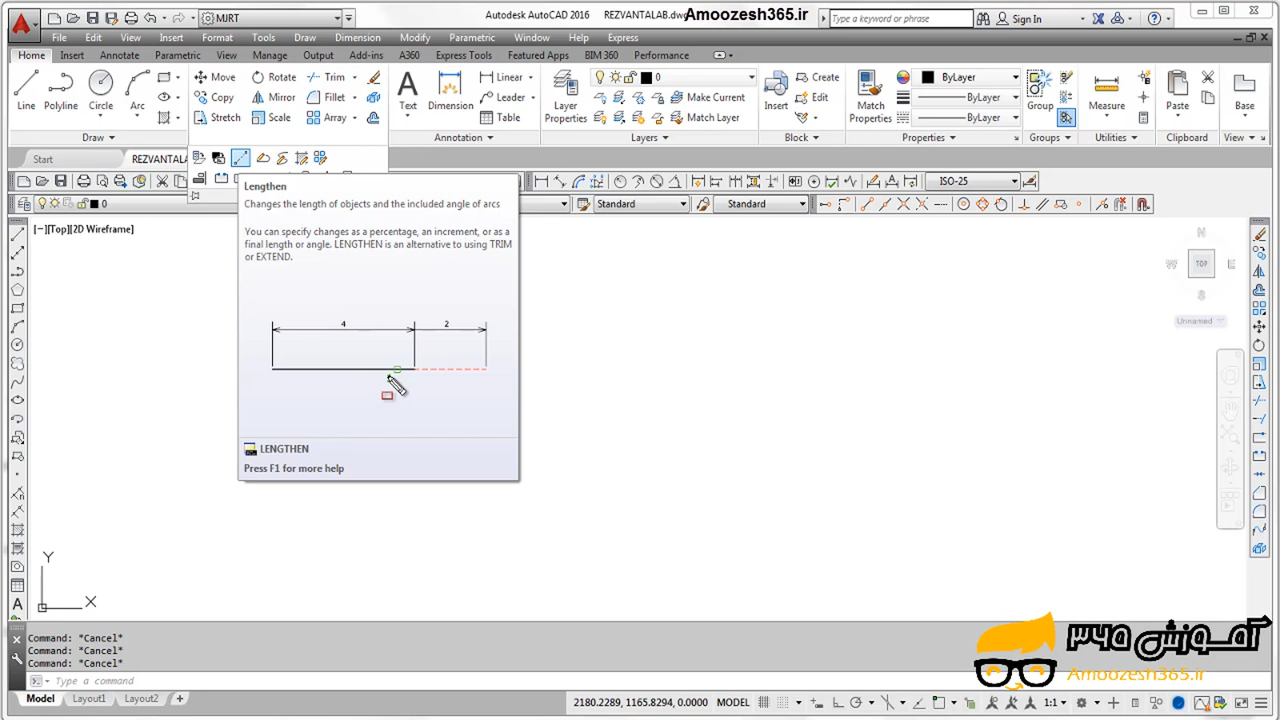 MJRT
Autodesk AutoCAD 2016 REZVANTALAB.dw
Amoozesh365.ir
Type a keyword or phrase
Sign In
File Edit View Insert Format Tools Draw Dimension Modify Parametric Window Help Express
Home Insert Annotate Parametric View Manage Output Add-ins A360 Express Tools Featured Apps BIM 360 Performance
Move Rotate Trim Linear 0 Create ByLayer
Copy Mirror Fillet Leader Make Current Edit ByLayer
Line Polyline Circle Arc Text Dimension Layer Properties Insert Match Properties Group Measure Paste Base
Stretch Scale Array Table Match Layer ByLayer
Draw Annotation Layers Block Properties Groups Utilities Clipboard View
Start REZVANTALA
ISO-25
0 Standard Standard
[−][Top][2D Wireframe]
Lengthen
Changes the length of objects and the included angle of arcs
You can specify changes as a percentage, an increment, or as a
final length or angle. LENGTHEN is an alternative to using TRIM
or EXTEND.
4 2
LENGTHEN
Press F1 for more help
N
W TOP E
S
Unnamed
Y
X
A
Command: *Cancel*
Command: *Cancel*
Command: *Cancel*
Type a command
Model Layout1 Layout2 +
2180.2289, 1165.8294, 0.0000 MODEL 1:1
آموزش ۳۶۵
Amoozesh365.ir